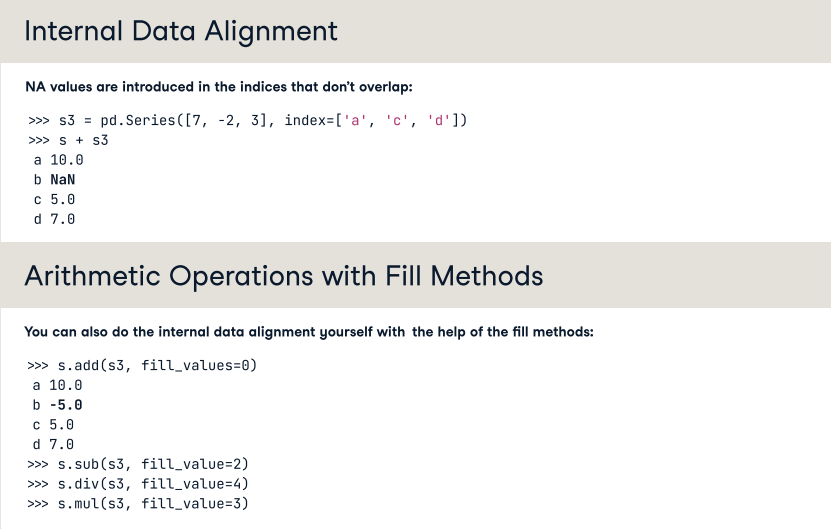 Internal Data Alignment
NA values are introduced in the indices that don’t overlap:
>>> s3 = pd.Series([7, -2, 3], index=['a', 'c', 'd'])
>>> s + s3
a 10.0
b NaN
c 5.0
d 7.0
Arithmetic Operations with Fill Methods
You can also do the internal data alignment yourself with the help of the fill methods:
>>> s.add(s3, fill_values=0)
a 10.0
b -5.0
c 5.0
d 7.0
>>> s.sub(s3, fill_value=2)
>>> s.div(s3, fill_value=4)
>>> s.mul(s3, fill_value=3)